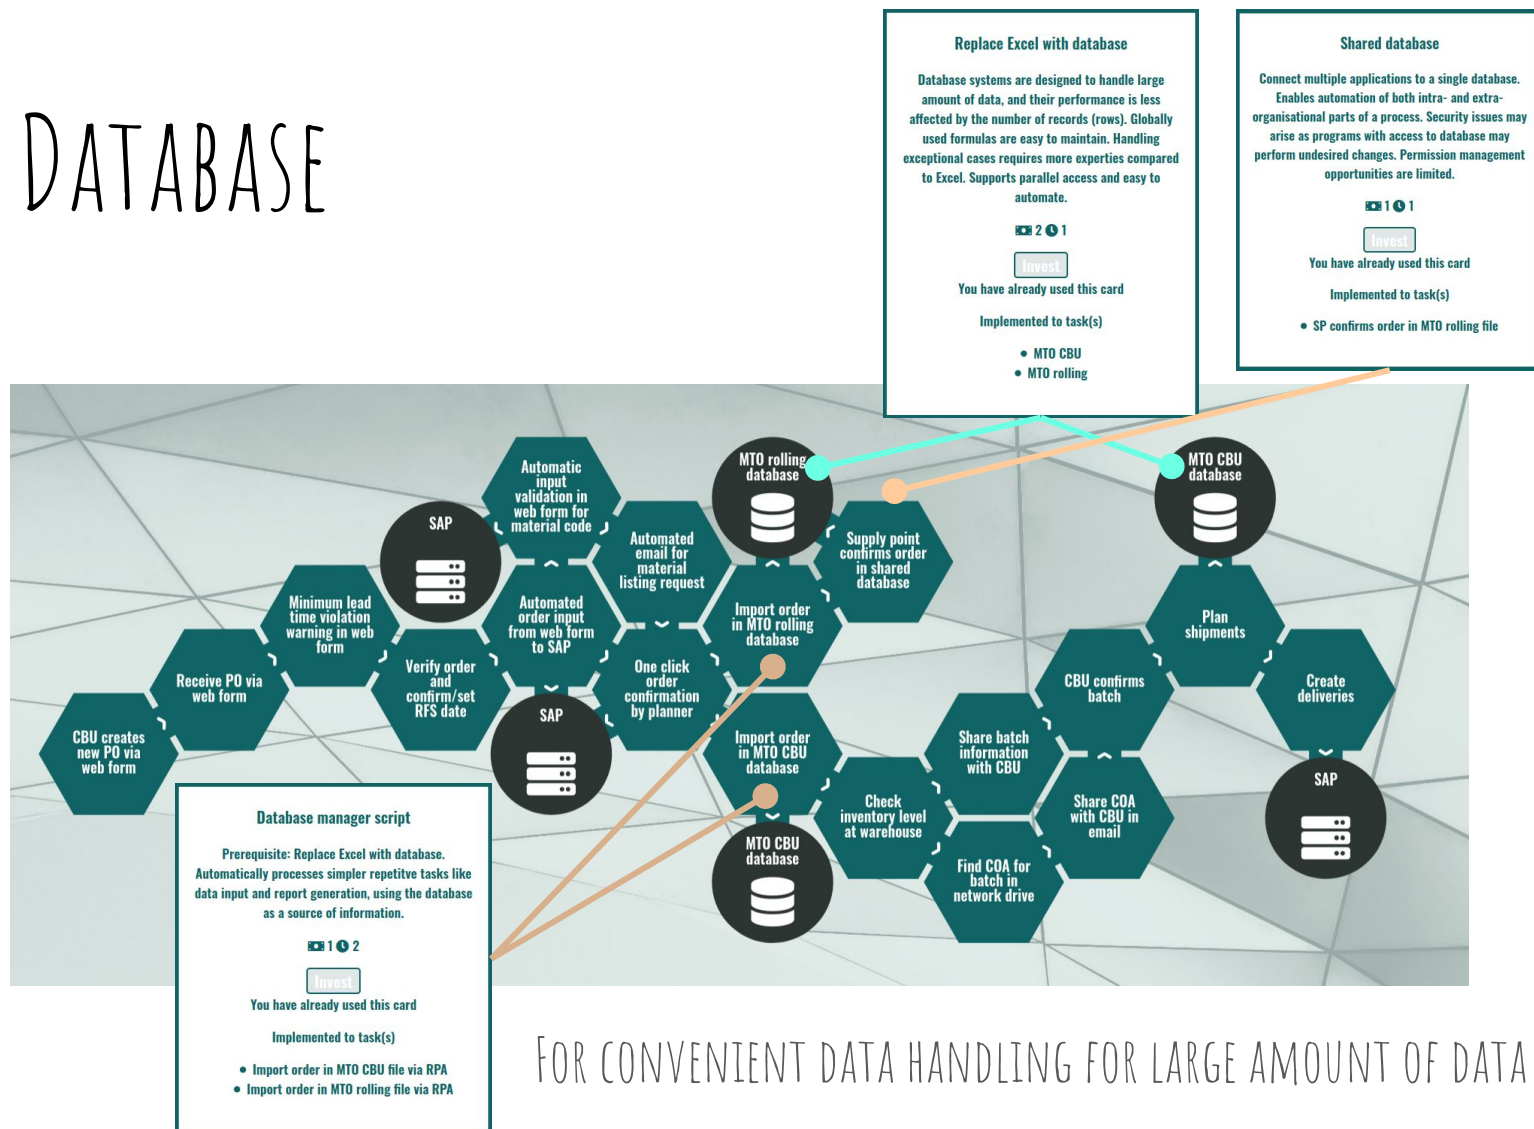 DATABASE
Replace Excel with database
Database systems are designed to handle large
amount of data, and their performance is less
affected by the number of records (rows). Globally
used formulas are easy to maintain. Handling
exceptional cases requires more experties compared
to Excel. Supports parallel access and easy to
automate.
2 1
Invest
You have already used this card
Implemented to task(s)
• MTO CBU
• MTO rolling
Shared database
Connect multiple applications to a single database.
Enables automation of both intra- and extra-
organisational parts of a process. Security issues may
arise as programs with access to database may
perform undesired changes. Permission management
opportunities are limited.
1 1
Invest
You have already used this card
Implemented to task(s)
• SP confirms order in MTO rolling file
CBU creates
new PO via
web form
Receive PO via
web form
Minimum lead
time violation
warning in web
form
SAP
Verify order
and
confirm/set
RFS date
Automatic
input
validation in
web form for
material code
Automated
order input
from web form
to SAP
SAP
Automated
email for
material
listing request
One click
order
confirmation
by planner
MTO rolling
database
Import order
in MTO rolling
database
Supply point
confirms order
in shared
database
Import order
in MTO CBU
database
MTO CBU
database
Check
inventory level
at warehouse
Find COA for
batch in
network drive
Share batch
information
with CBU
Share COA
with CBU in
email
CBU confirms
batch
Plan
shipments
MTO CBU
database
Create
deliveries
SAP
Database manager script
Prerequisite: Replace Excel with database.
Automatically processes simpler repetitve tasks like
data input and report generation, using the database
as a source of information.
1 2
Invest
You have already used this card
Implemented to task(s)
• Import order in MTO CBU file via RPA
• Import order in MTO rolling file via RPA
FOR CONVENIENT DATA HANDLING FOR LARGE AMOUNT OF DATA